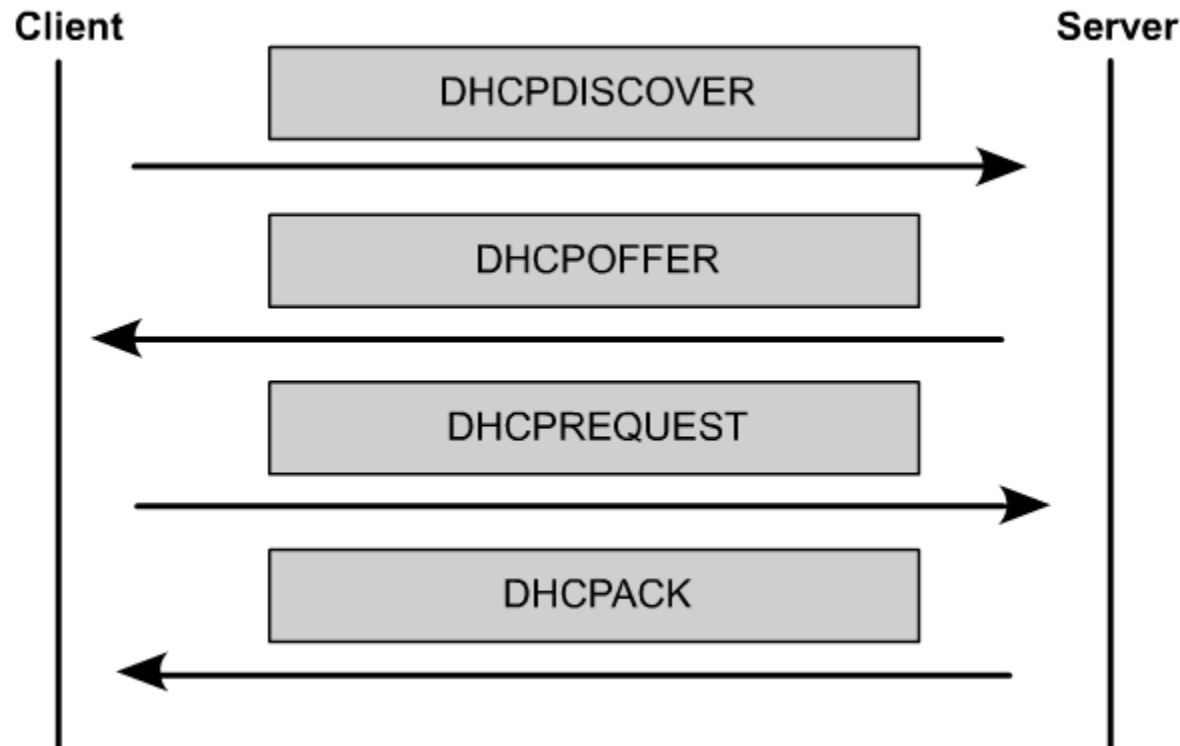 Client
Server
DHCPDISCOVER
DHCPOFFER
DHCPREQUEST
DHCPACK